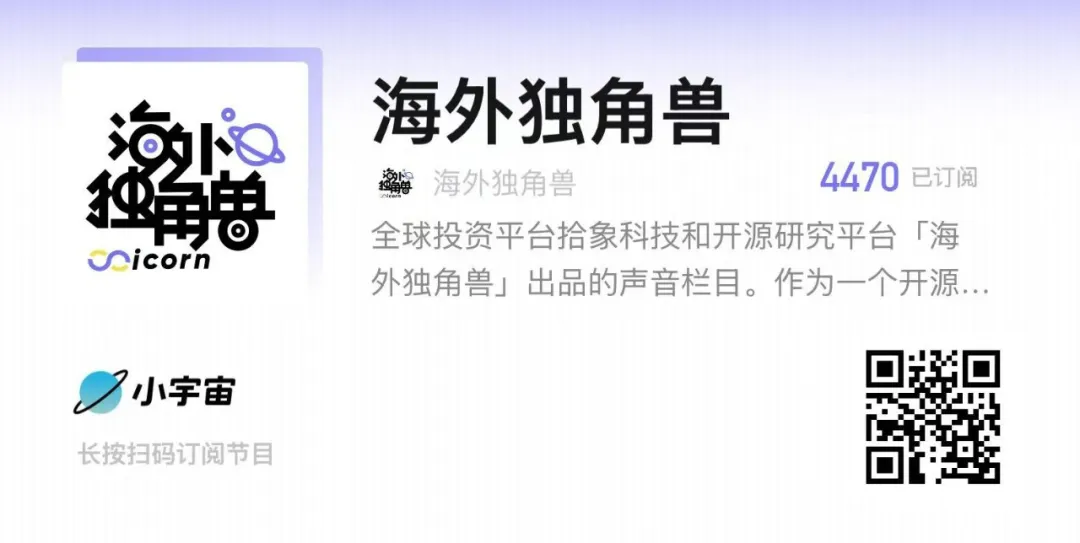 海外独角兽
icorn
海外独角兽
海外独角兽
4470 已订阅
全球投资平台拾象科技和开源研究平台「海
外独角兽」出品的声音栏目。作为一个开源...
小宇宙
长按扫码订阅节目